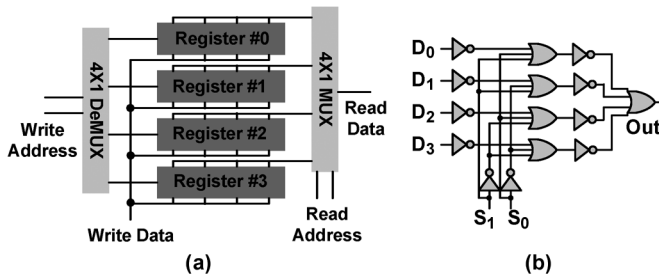 Register #0
Register #1
Register #2
Register #3
4X1 DeMUX
4X1 MUX
Write
Address
Read
Data
Read
Address
Write Data
(a)
D0
D1
D2
D3
Out
S1
S0
(b)